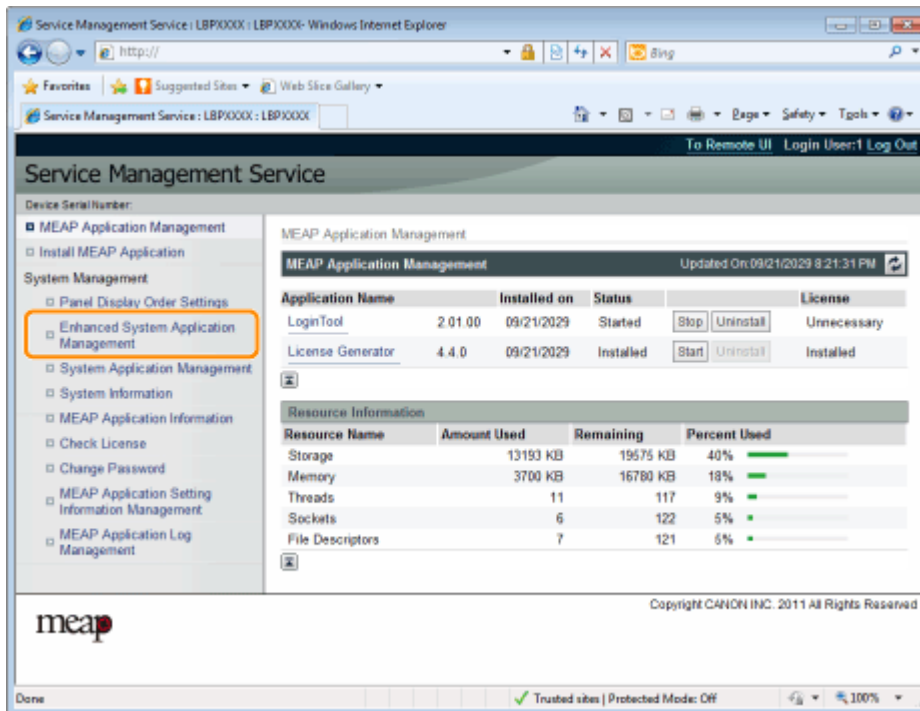 Service Management Service : LBPXXXX : LBPXXXX- Windows Internet Explorer
http://
Bing
Favorites Suggested Sites Web Slice Gallery
Service Management Service : LBPXXXX : LBPXXXX
Page Safety Tools
To Remote UI Login User:1 Log Out
Service Management Service
Device Serial Number:
MEAP Application Management
Install MEAP Application
System Management
Panel Display Order Settings
Enhanced System Application
Management
System Application Management
System Information
MEAP Application Information
Check License
Change Password
MEAP Application Setting
Information Management
MEAP Application Log
Management
MEAP Application Management
MEAP Application Management Updated On:09/21/2029 8:21:31 PM
Application Name Installed on Status License
LoginTool 2.01.00 09/21/2029 Started Stop Uninstall Unnecessary
License Generator 4.4.0 09/21/2029 Installed Start Uninstall Installed
Resource Information
Resource Name Amount Used Remaining Percent Used
Storage 13193 KB 19575 KB 40%
Memory 3700 KB 16780 KB 18%
Threads 11 117 9%
Sockets 6 122 5%
File Descriptors 7 121 6%
Copyright CANON INC. 2011 All Rights Reserved
meap
Done Trusted sites | Protected Mode: Off 100%